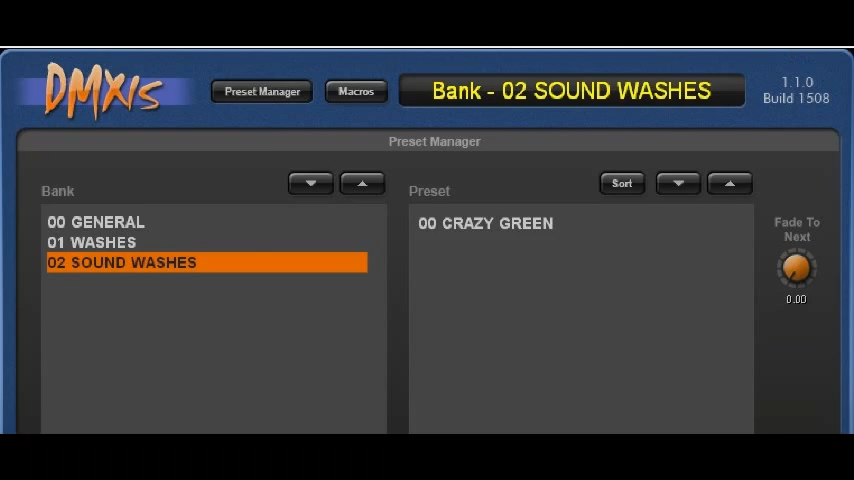 DMXIS
Preset Manager
Macros
Bank - 02 SOUND WASHES
1.1.0
Build 1508
Preset Manager
Bank
Preset
Sort
00 GENERAL
01 WASHES
02 SOUND WASHES
00 CRAZY GREEN
Fade To
Next
0.00